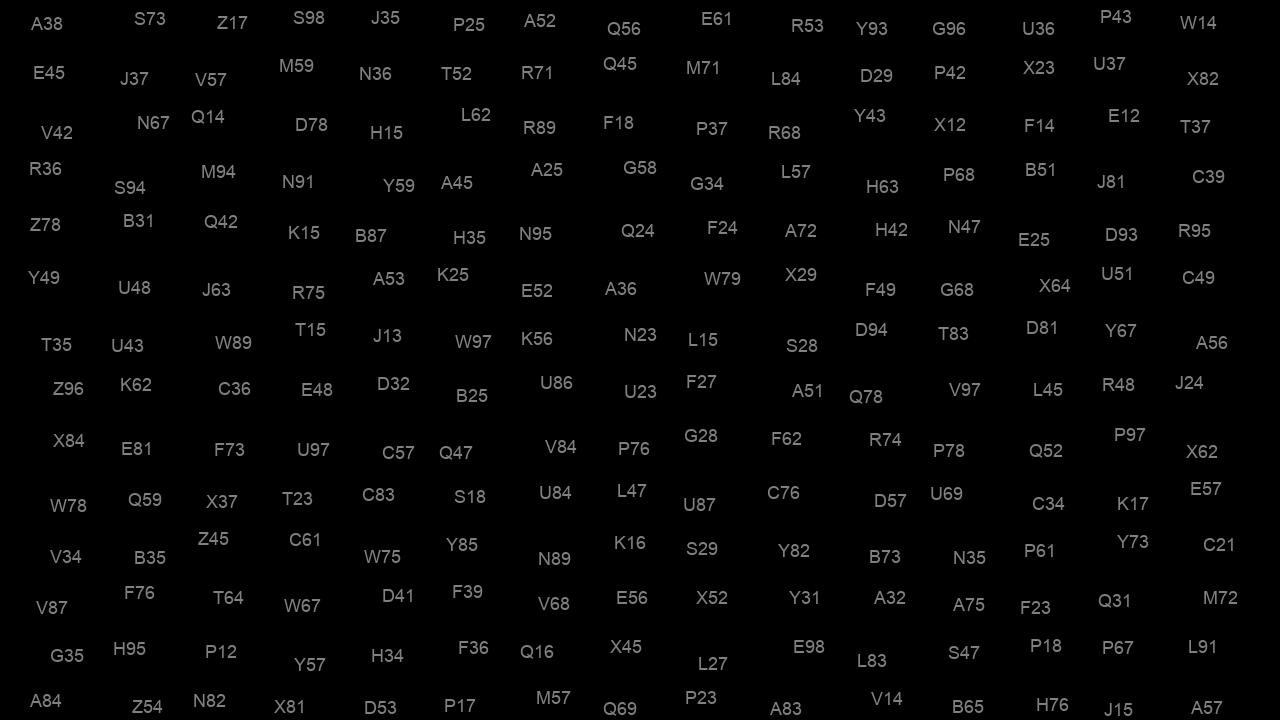 A38 S73 Z17 S98 J35 P25 A52 Q56 E61 R53 Y93 G96 U36 P43 W14
E45 J37 V57 M59 N36 T52 R71 Q45 M71 L84 D29 P42 X23 U37 X82
V42 N67 Q14 D78 H15 L62 R89 F18 P37 R68 Y43 X12 F14 E12 T37
R36 S94 M94 N91 Y59 A45 A25 G58 G34 L57 H63 P68 B51 J81 C39
Z78 B31 Q42 K15 B87 H35 N95 Q24 F24 A72 H42 N47 E25 D93 R95
Y49 U48 J63 R75 A53 K25 E52 A36 W79 X29 F49 G68 X64 U51 C49
T35 U43 W89 T15 J13 W97 K56 N23 L15 S28 D94 T83 D81 Y67 A56
Z96 K62 C36 E48 D32 B25 U86 U23 F27 A51 Q78 V97 L45 R48 J24
X84 E81 F73 U97 C57 Q47 V84 P76 G28 F62 R74 P78 Q52 P97 X62
W78 Q59 X37 T23 C83 S18 U84 L47 U87 C76 D57 U69 C34 K17 E57
V34 B35 Z45 C61 W75 Y85 N89 K16 S29 Y82 B73 N35 P61 Y73 C21
V87 F76 T64 W67 D41 F39 V68 E56 X52 Y31 A32 A75 F23 Q31 M72
G35 H95 P12 Y57 H34 F36 Q16 X45 L27 E98 L83 S47 P18 P67 L91
A84 Z54 N82 X81 D53 P17 M57 Q69 P23 A83 V14 B65 H76 J15 A57